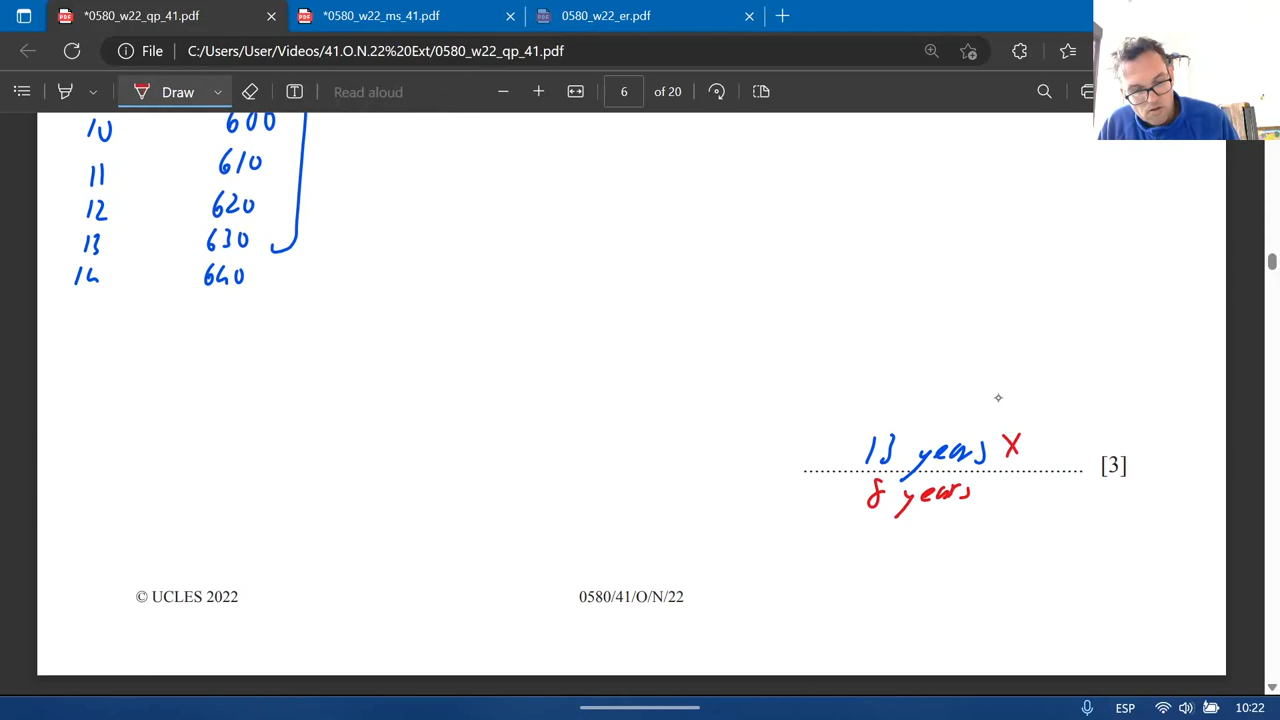 *0580_w22_qp_41.pdf
*0580_w22_ms_41.pdf
0580_w22_er.pdf
File
C:/Users/User/Videos/41.O.N.22%20Ext/0580_w22_qp_41.pdf
Draw
Read aloud
6 of 20
10 600
11 610
12 620
13 630
14 640
13 years X
[3]
8 years
© UCLES 2022
0580/41/O/N/22
ESP
10:22